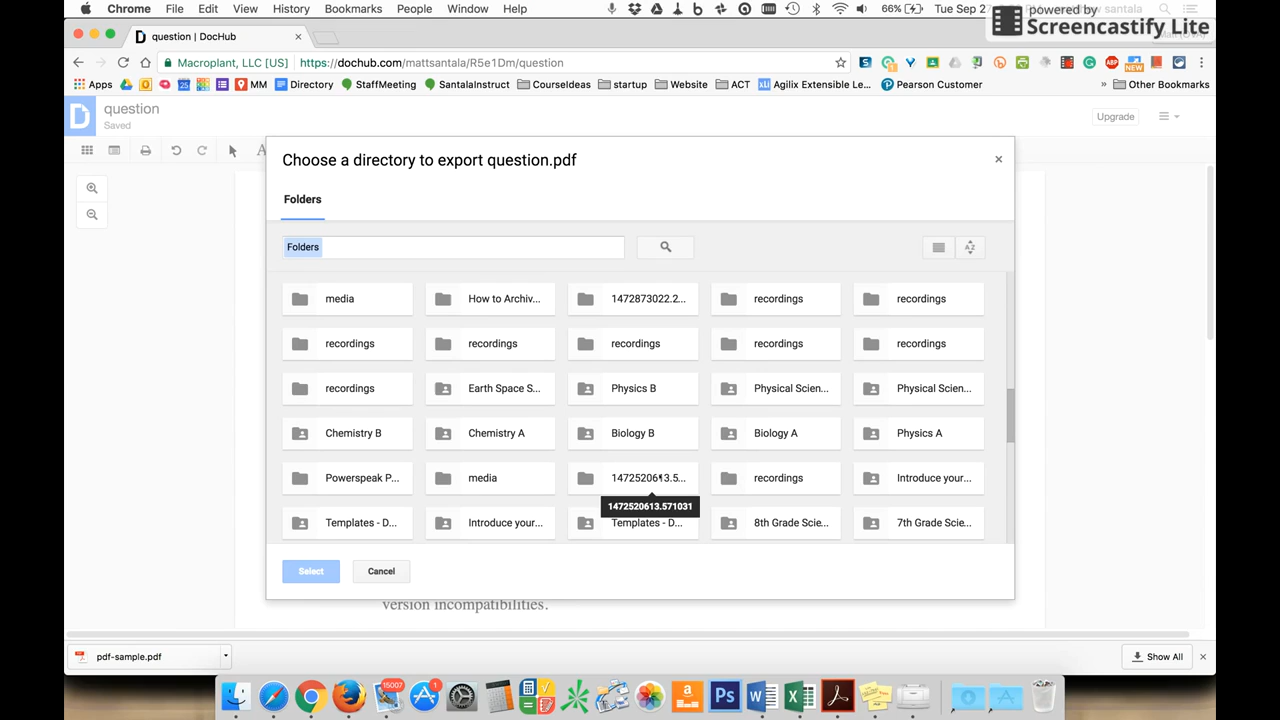 Chrome File Edit View History Bookmarks People Window Help 66% Tue Sep 2
powered by
Screencastify Lite
question | DocHub
Macroplant, LLC [US] https://dochub.com/mattsantala/R5e1Dm/question
Apps MM Directory StaffMeeting SantalaInstruct CourseIdeas startup Website ACT Agilix Extensible Le... Pearson Customer » Other Bookmarks
question
Saved
Upgrade
Choose a directory to export question.pdf
Folders
Folders
media How to Archiv... 1472873022.2... recordings recordings
recordings recordings recordings recordings recordings
recordings Earth Space S... Physics B Physical Scien... Physical Scien...
Chemistry B Chemistry A Biology B Biology A Physics A
Powerspeak P... media 1472520613.5... recordings Introduce your...
1472520613.571031
Templates - D... Introduce your... Templates - D... 8th Grade Scie... 7th Grade Scie...
Select Cancel
version incompatibilities.
pdf-sample.pdf Show All
15007 1 Ps